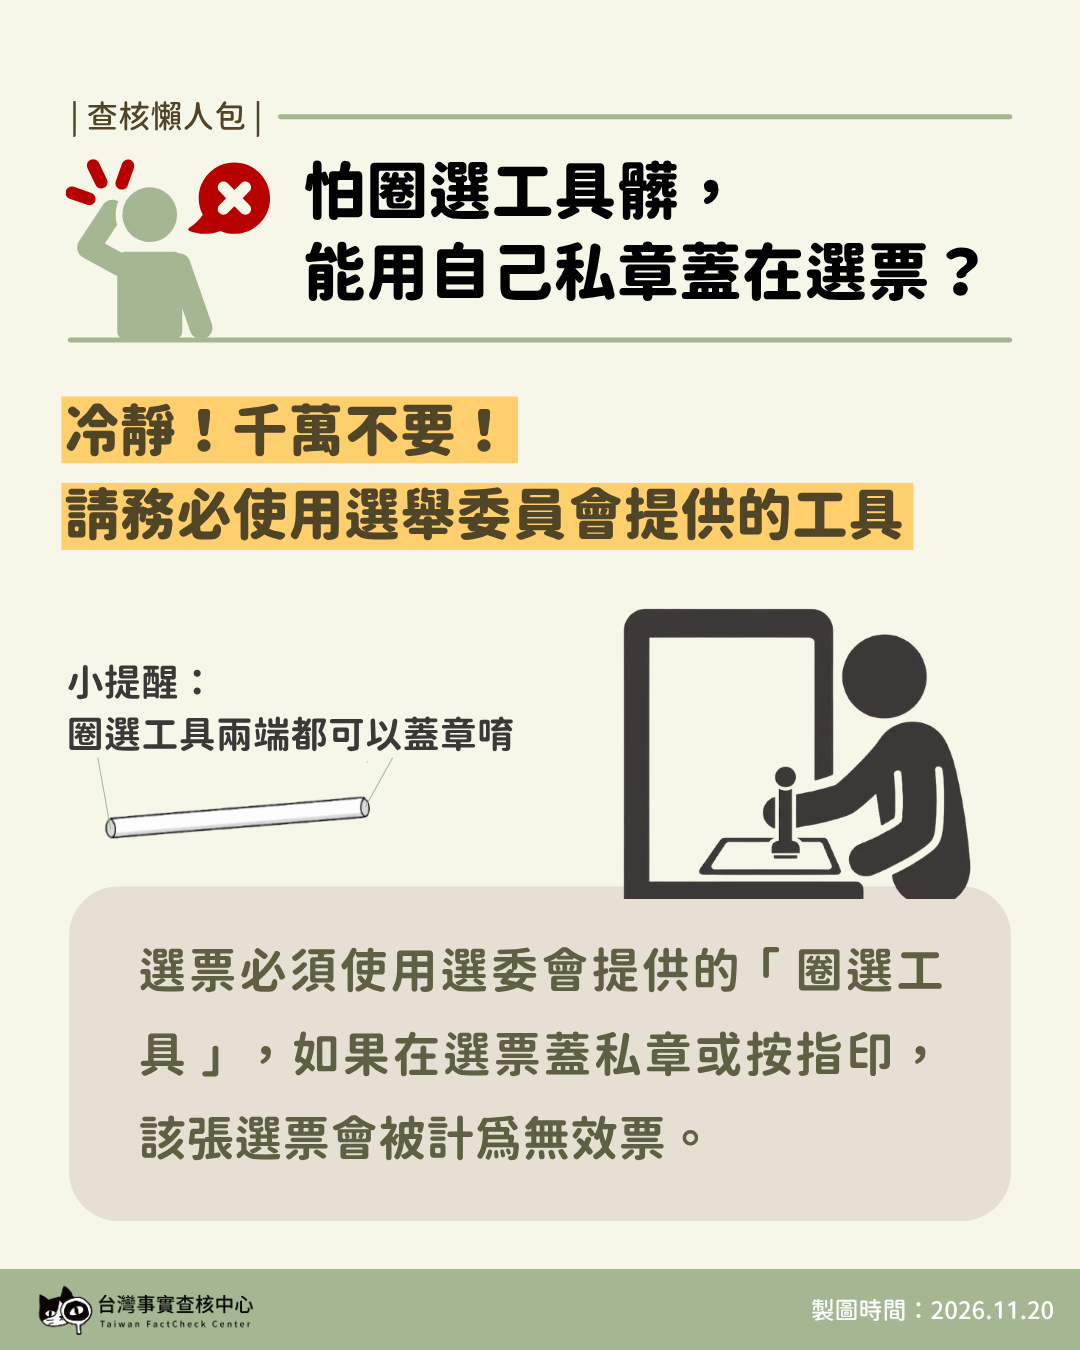 |查核懶人包|
怕圈選工具髒，
能用自己私章蓋在選票？
冷靜！千萬不要！
請務必使用選舉委員會提供的工具
小提醒：
圈選工具兩端都可以蓋章唷
選票必須使用選委會提供的「圈選工
具」，如果在選票蓋私章或按指印，
該張選票會被計為無效票。
台灣事實查核中心
Taiwan FactCheck Center
製圖時間：2026.11.20